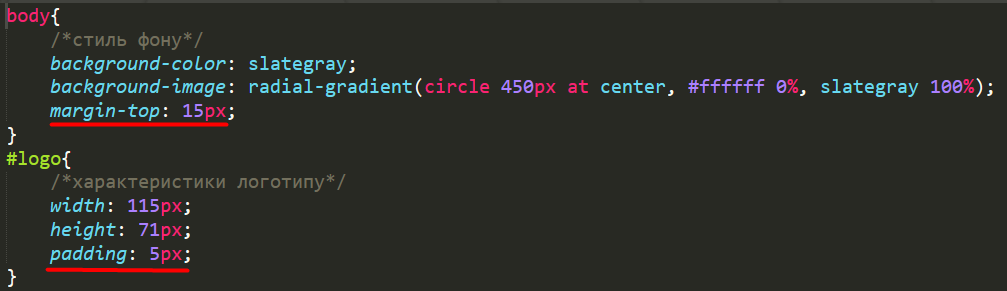 body{
/*стиль фону*/
background-color: slategray;
background-image: radial-gradient(circle 450px at center, #ffffff 0%, slategray 100%);
margin-top: 15px;
}
#logo{
/*характеристики логотипу*/
width: 115px;
height: 71px;
padding: 5px;
}